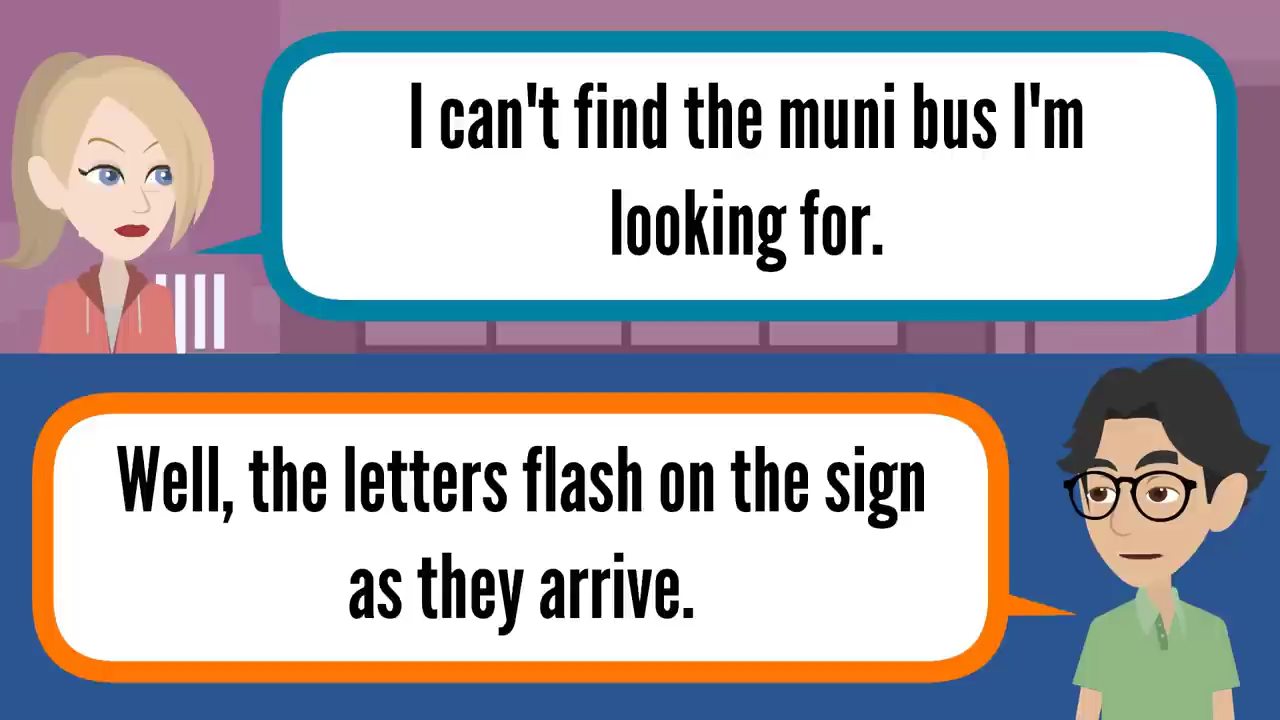 I can't find the muni bus I'm
looking for.
Well, the letters flash on the sign
as they arrive.